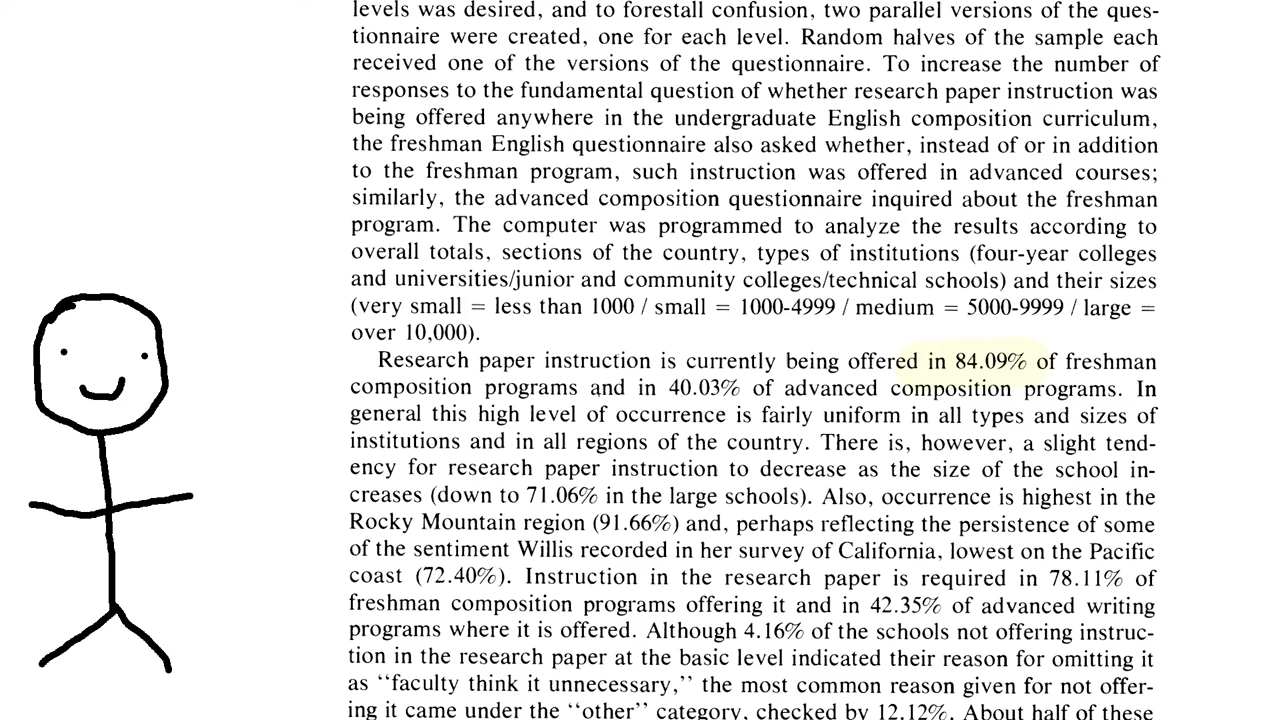 levels was desired, and to forestall confusion, two parallel versions of the ques-
tionnaire were created, one for each level. Random halves of the sample each
received one of the versions of the questionnaire. To increase the number of
responses to the fundamental question of whether research paper instruction was
being offered anywhere in the undergraduate English composition curriculum,
the freshman English questionnaire also asked whether, instead of or in addition
to the freshman program, such instruction was offered in advanced courses;
similarly, the advanced composition questionnaire inquired about the freshman
program. The computer was programmed to analyze the results according to
overall totals, sections of the country, types of institutions (four-year colleges
and universities/junior and community colleges/technical schools) and their sizes
(very small = less than 1000 / small = 1000-4999 / medium = 5000-9999 / large =
over 10,000).
Research paper instruction is currently being offered in 84.09% of freshman
composition programs and in 40.03% of advanced composition programs. In
general this high level of occurrence is fairly uniform in all types and sizes of
institutions and in all regions of the country. There is, however, a slight tend-
ency for research paper instruction to decrease as the size of the school in-
creases (down to 71.06% in the large schools). Also, occurrence is highest in the
Rocky Mountain region (91.66%) and, perhaps reflecting the persistence of some
of the sentiment Willis recorded in her survey of California, lowest on the Pacific
coast (72.40%). Instruction in the research paper is required in 78.11% of
freshman composition programs offering it and in 42.35% of advanced writing
programs where it is offered. Although 4.16% of the schools not offering instruc-
tion in the research paper at the basic level indicated their reason for omitting it
as “faculty think it unnecessary,” the most common reason given for not offer-
ing it came under the “other” category, checked by 12.12%. About half of these